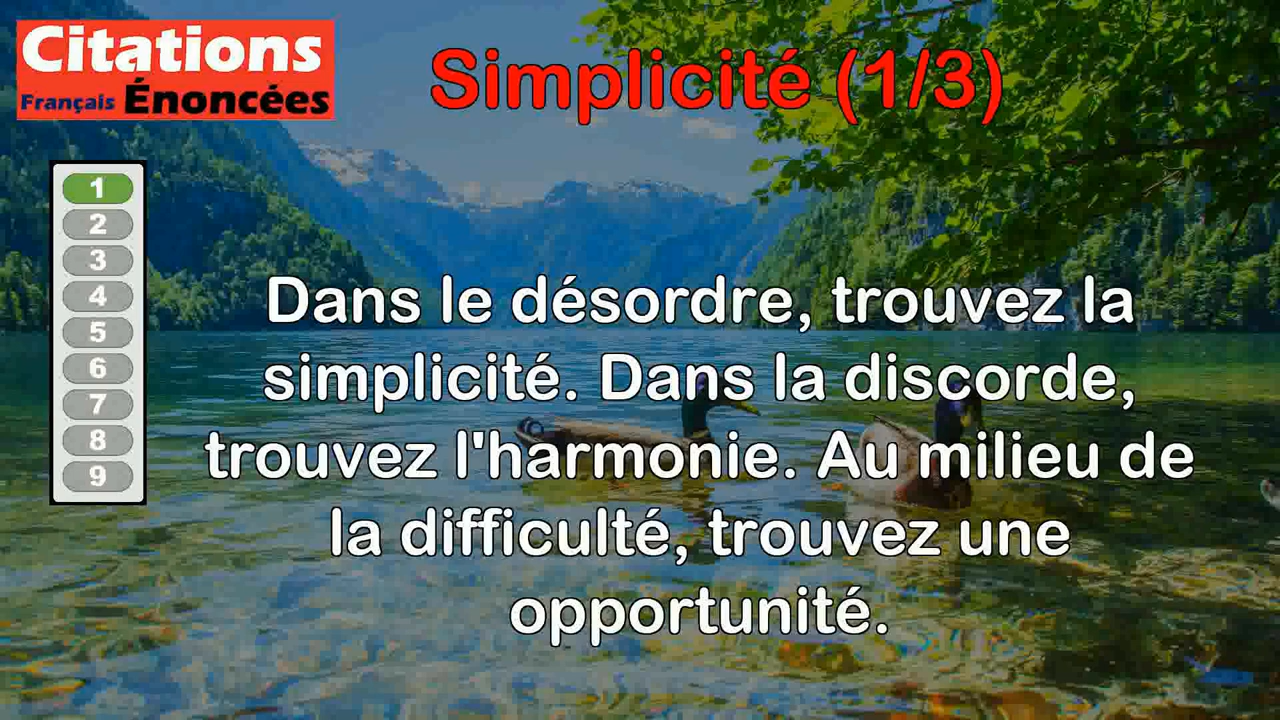 Citations
Français Énoncées
Simplicité (1/3)
1
2
3
4
5
6
7
8
9
Dans le désordre, trouvez la
simplicité. Dans la discorde,
trouvez l'harmonie. Au milieu de
la difficulté, trouvez une
opportunité.